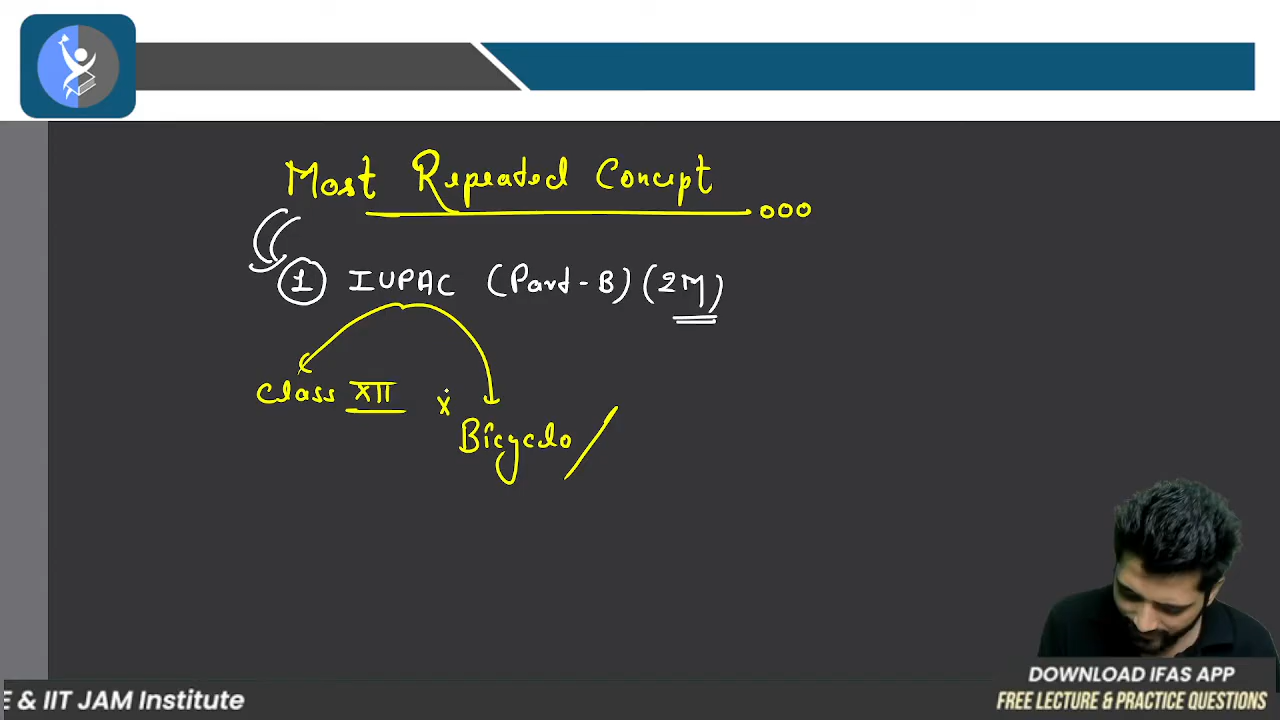 Most Repeated Concept
1 IUPAC (Part-B) (2M)
Class XII x
Bicyclo /
DOWNLOAD IFAS APP
E & IIT JAM Institute
FREE LECTURE & PRACTICE QUESTIONS